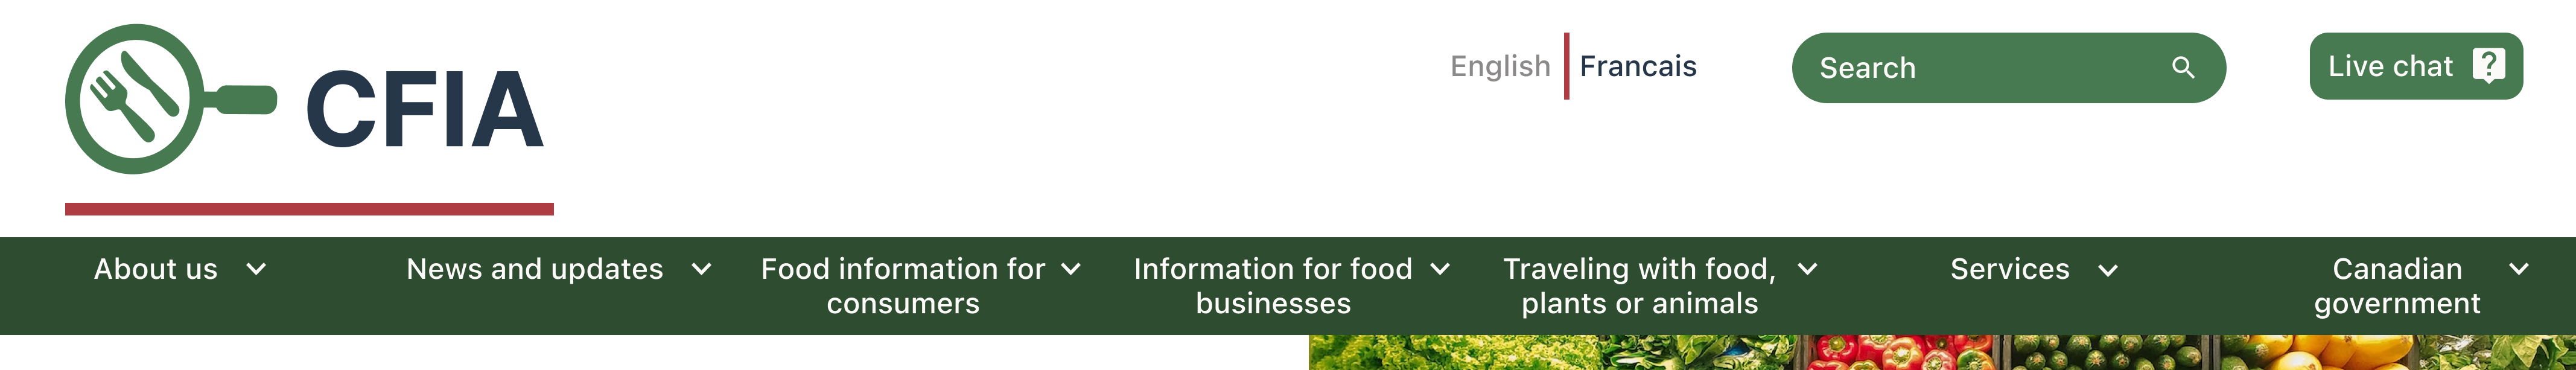 CFIA
English
Francais
Search
Live chat ?
About us
News and updates
Food information for
consumers
Information for food
businesses
Traveling with food,
plants or animals
Services
Canadian
government